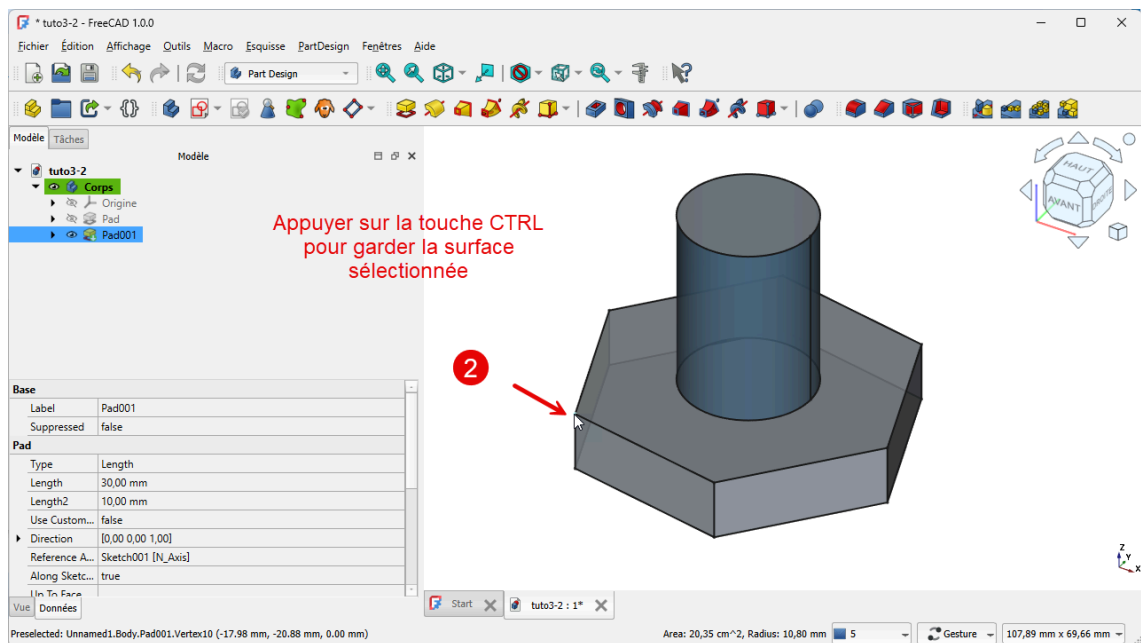 * tuto3-2 - FreeCAD 1.0.0
Fichier Édition Affichage Outils Macro Esquisse PartDesign Fenêtres Aide
Part Design
Modèle Tâches
Modèle
tuto3-2
Corps
Origine
Pad
Pad001
Appuyer sur la touche CTRL
pour garder la surface
sélectionnée
2
HAUT
AVANT
DROITE
Base
Label Pad001
Suppressed false
Pad
Type Length
Length 30,00 mm
Length2 10,00 mm
Use Custom... false
Direction [0,00 0,00 1,00]
Reference A... Sketch001 [N_Axis]
Along Sketc... true
Up To Face
Z
Y
X
Vue Données
Start tuto3-2 : 1*
Preselected: Unnamed1.Body.Pad001.Vertex10 (-17.98 mm, -20.88 mm, 0.00 mm) Area: 20,35 cm^2, Radius: 10,80 mm 5 Gesture 107,89 mm x 69,66 mm